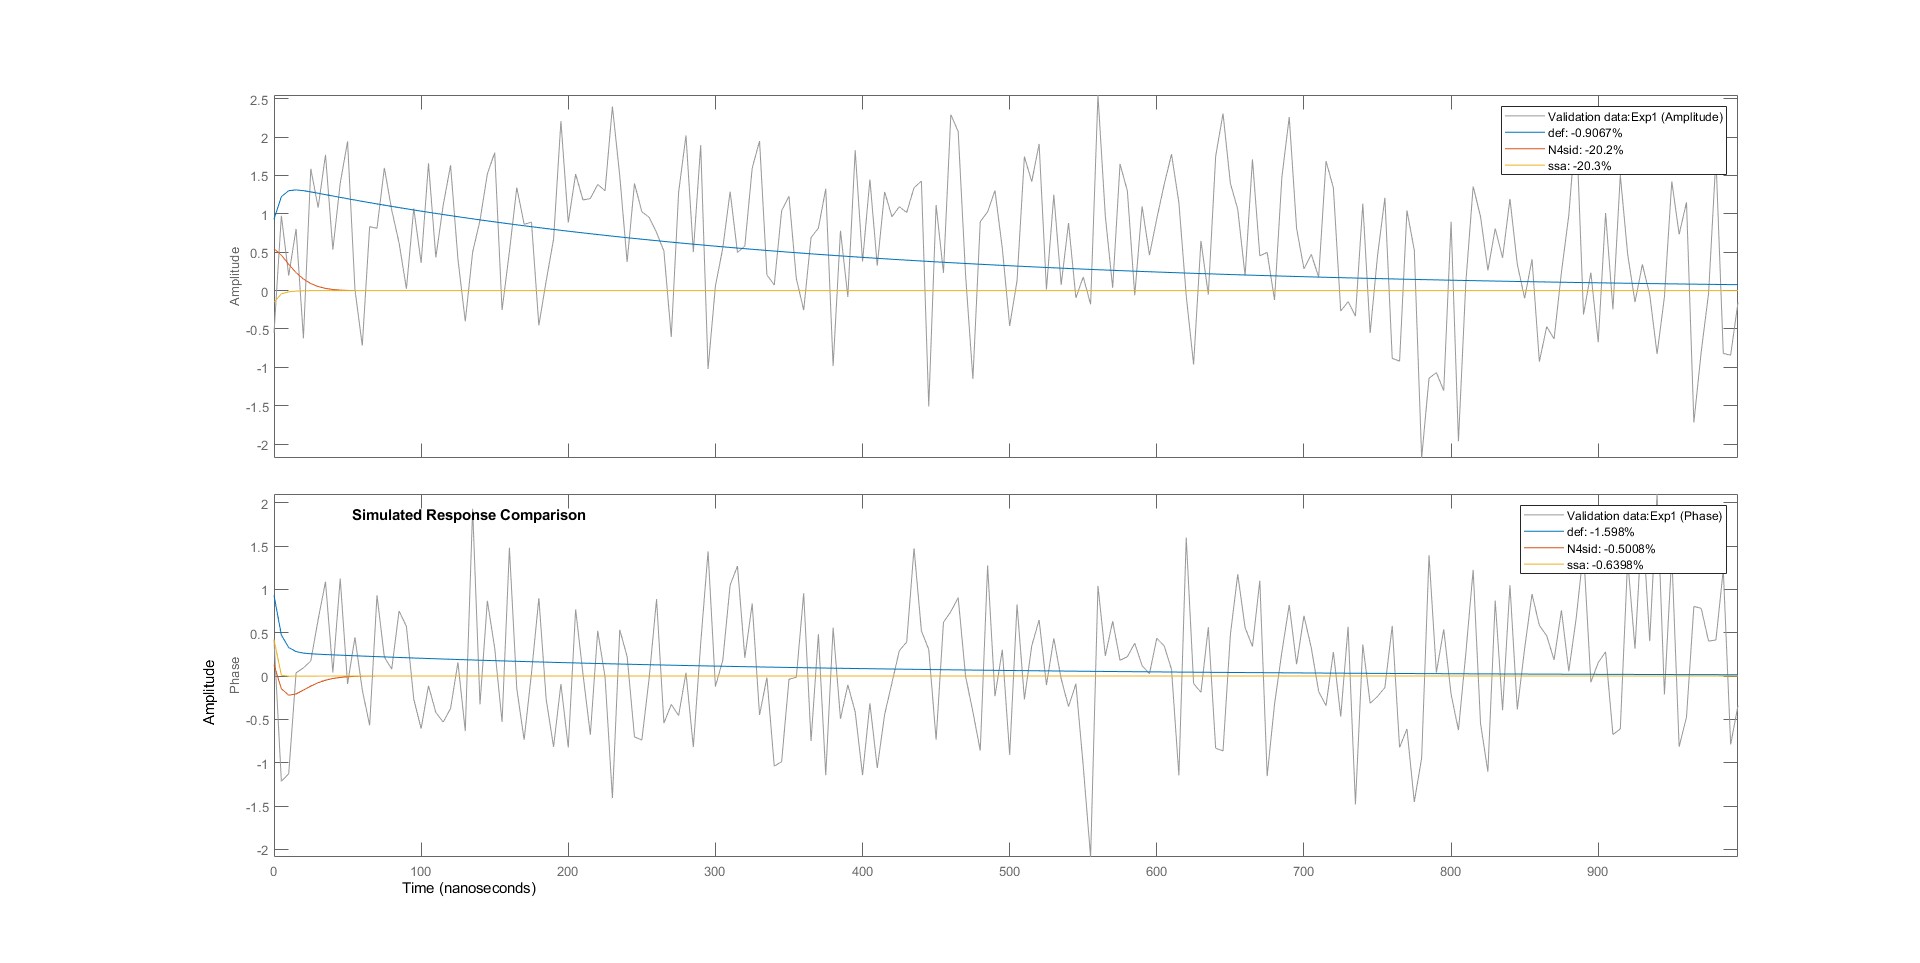 2.5
2
1.5
1
0.5
0
-0.5
-1
-1.5
-2
Amplitude
Validation data:Exp1 (Amplitude)
def: -0.9067%
N4sid: -20.2%
ssa: -20.3%
Simulated Response Comparison
2
1.5
1
0.5
0
-0.5
-1
-1.5
-2
Amplitude
Phase
Validation data:Exp1 (Phase)
def: -1.598%
N4sid: -0.5008%
ssa: -0.6398%
0 100 200 300 400 500 600 700 800 900
Time (nanoseconds)